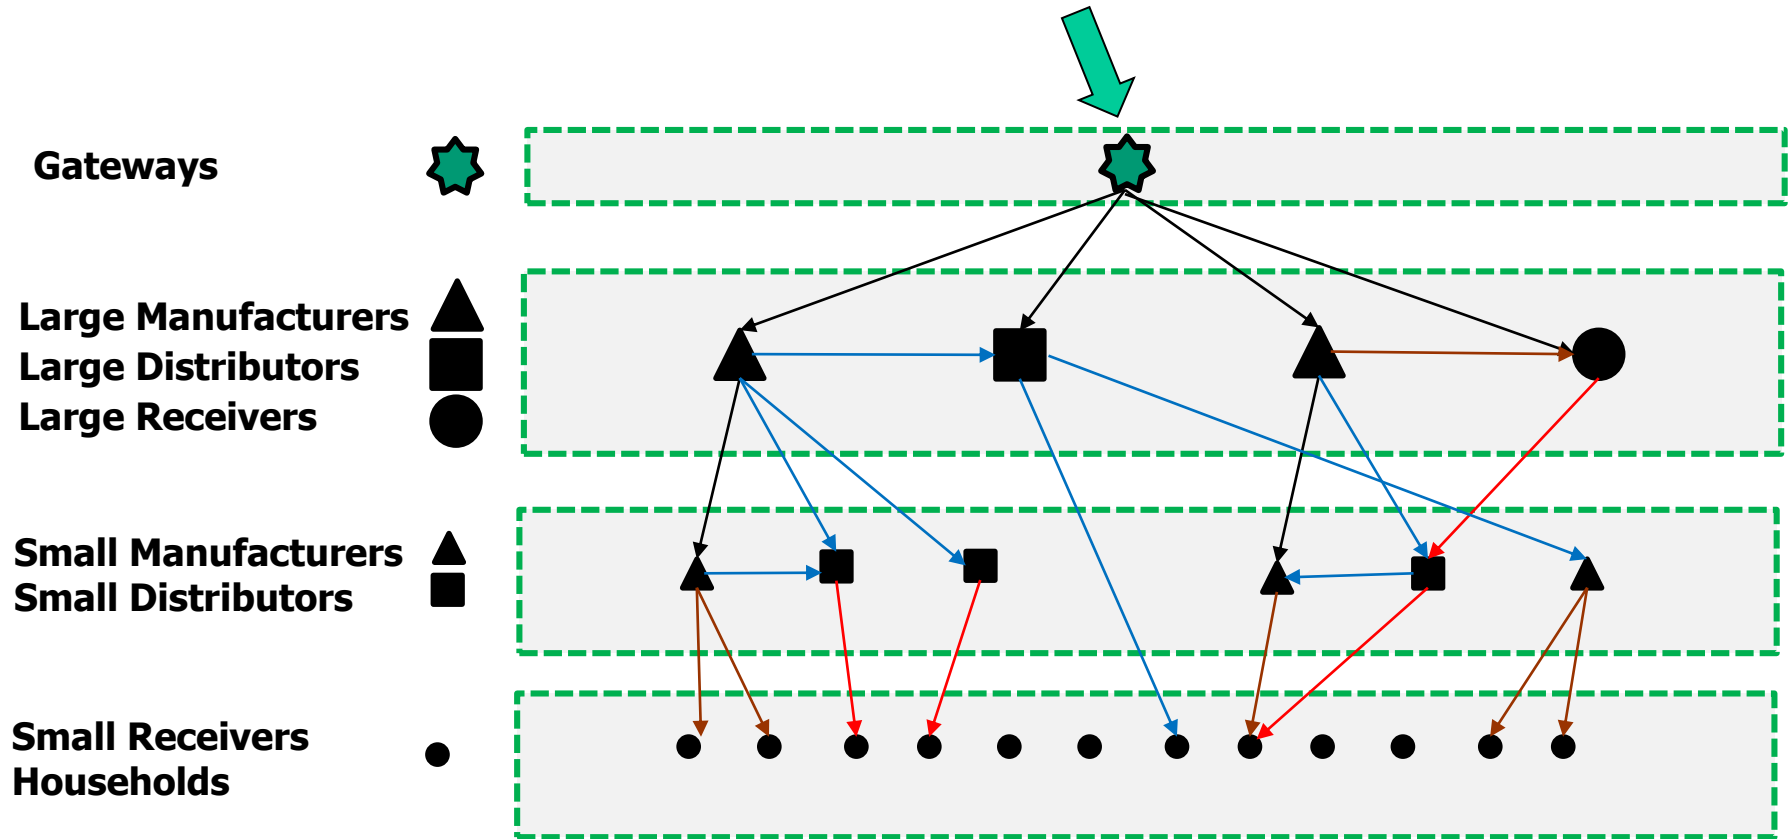 Gateways
Large Manufacturers
Large Distributors
Large Receivers
Small Manufacturers
Small Distributors
Small Receivers
Households